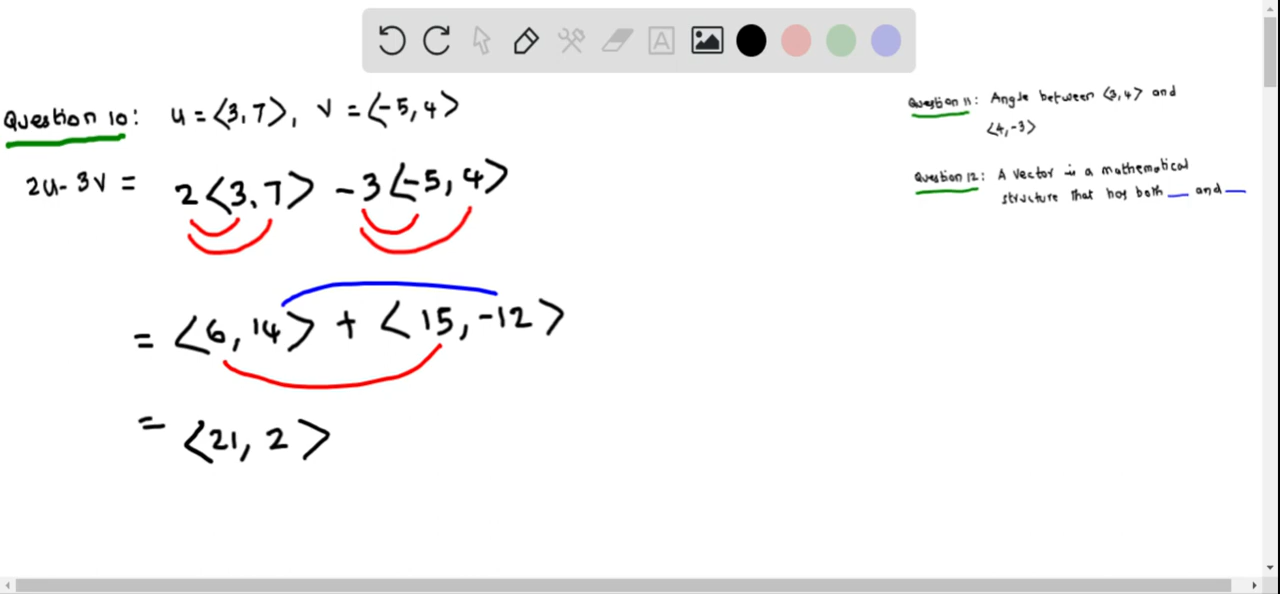 Question 10: u = <3, 7>, v = <-5, 4>
2u - 3v = 2<3, 7> - 3<-5, 4>
= <6, 14> + <15, -12>
= <21, 2>
Question 11: Angle between <3, 4> and
<4, -3>
Question 12: A vector is a mathematical
structure that has both __ and __